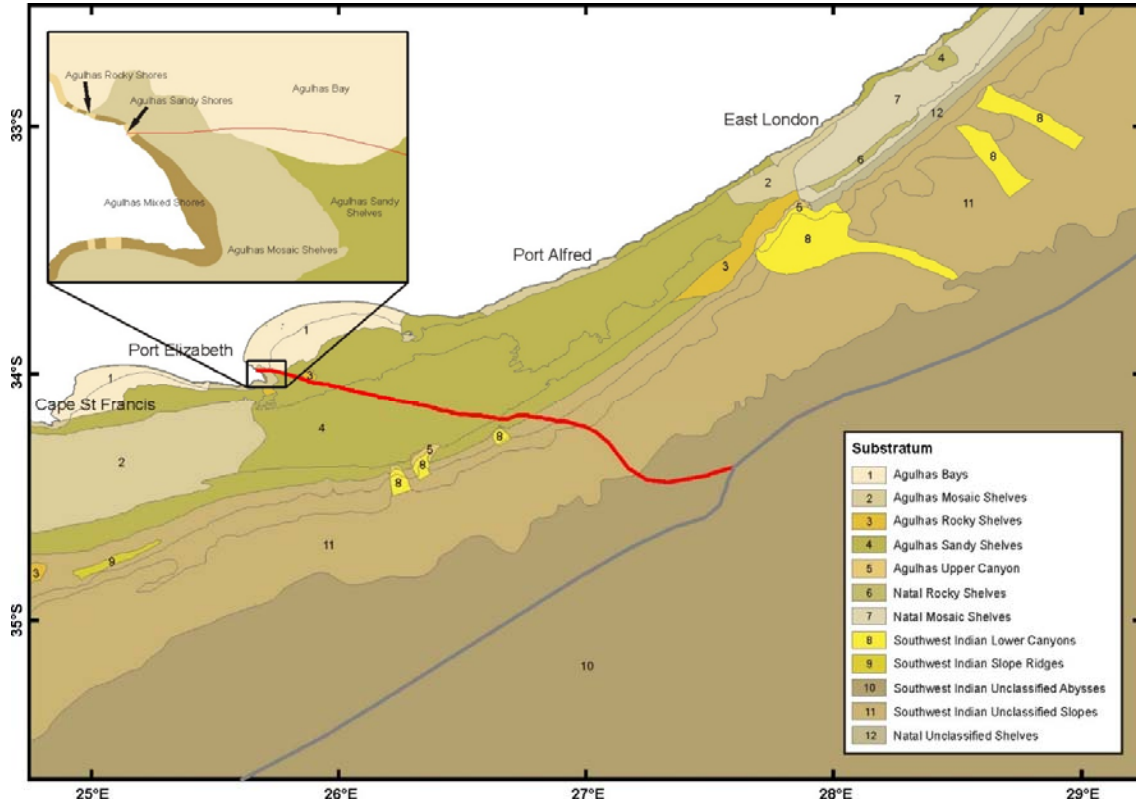 Agulhas Rocky Shores
Agulhas Bay
Agulhas Sandy Shores
Agulhas Mixed Shores
Agulhas Sandy
Shelves
Agulhas Mosaic Shelves
33°S
34°S
35°S
East London
Port Alfred
Port Elizabeth
Cape St Francis
4
7
12
8
8
6
2
11
5
8
3
1
3
1
4
8
5
8
8
2
11
9
3
10
Substratum
1 Agulhas Bays
2 Agulhas Mosaic Shelves
3 Agulhas Rocky Shelves
4 Agulhas Sandy Shelves
5 Agulhas Upper Canyon
6 Natal Rocky Shelves
7 Natal Mosaic Shelves
8 Southwest Indian Lower Canyons
9 Southwest Indian Slope Ridges
10 Southwest Indian Unclassified Abysses
11 Southwest Indian Unclassified Slopes
12 Natal Unclassified Shelves
25°E 26°E 27°E 28°E 29°E